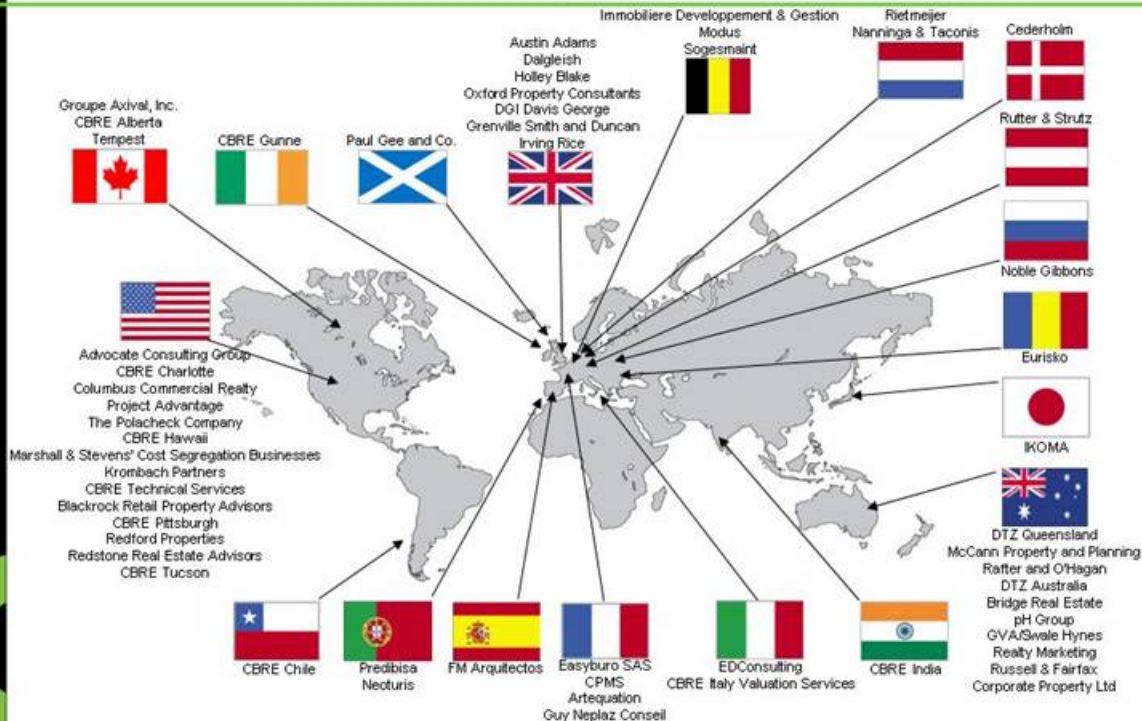 Immobiliere Developpement & Gestion
Modus
Sogesmaint
Rietmeijer
Nanninga & Taconis
Cederholm
Austin Adams
Dalgleish
Holley Blake
Oxford Property Consultants
DGI Davis George
Grenville Smith and Duncan
Irving Rice
Groupe Axival, Inc.
CBRE Alberta
Tempest
CBRE Gunne
Paul Gee and Co.
Rutter & Strutz
Noble Gibbons
Eurisko
IKOMA
Advocate Consulting Group
CBRE Charlotte
Columbus Commercial Realty
Project Advantage
The Polacheck Company
CBRE Hawaii
Marshall & Stevens' Cost Segregation Businesses
Krombach Partners
CBRE Technical Services
Blackrock Retail Property Advisors
CBRE Pittsburgh
Redford Properties
Redstone Real Estate Advisors
CBRE Tucson
DTZ Queensland
McCann Property and Planning
Ratter and O'Hagan
DTZ Australia
Bridge Real Estate
pH Group
GVA/Swale Hynes
Realty Marketing
Russell & Fairfax
Corporate Property Ltd
CBRE Chile
Predibisa
Neoturis
FM Arquitectos
Easyburo SAS
CPMS
Artequation
Guy Neplaz Conseil
EDConsulting
CBRE Italy Valuation Services
CBRE India